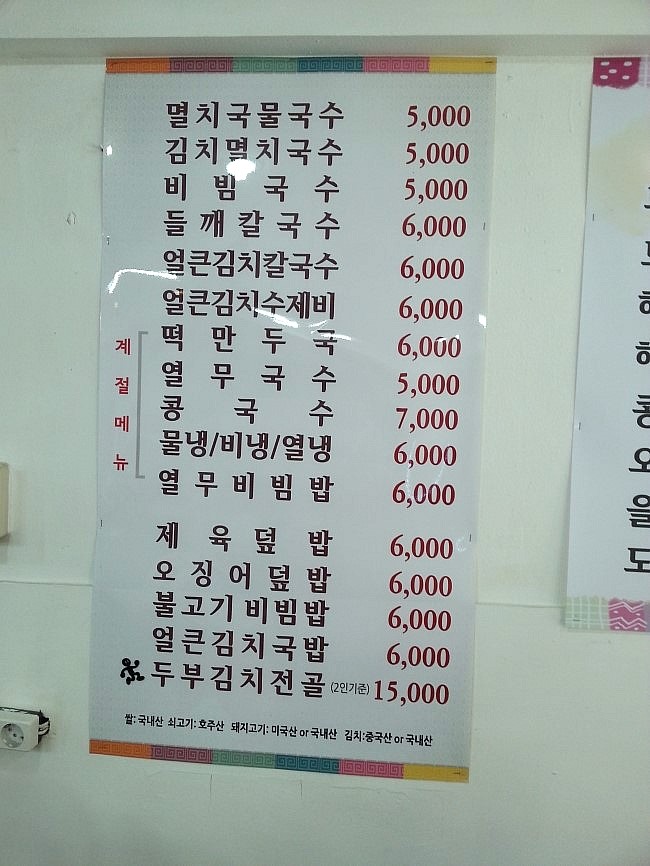 멸치국물국수 5,000
김치멸치국수 5,000
비빔국수 5,000
들깨칼국수 6,000
얼큰김치칼국수 6,000
얼큰김치수제비 6,000
계절메뉴
떡만두국 6,000
열무국수 5,000
콩국수 7,000
물냉/비냉/열냉 6,000
열무비빔밥 6,000
제육덮밥 6,000
오징어덮밥 6,000
불고기비빔밥 6,000
얼큰김치국밥 6,000
두부김치전골 (2인기준) 15,000
쌀: 국내산 쇠고기: 호주산 돼지고기: 미국산 or 국내산 김치:중국산 or 국내산
콩
오
을
도